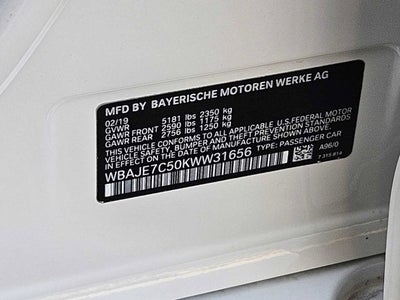 MFD BY BAYERISCHE MOTOREN WERKE AG
02/19
GVWR 5181 lbs 2350 kg
GAWR FRONT 2590 lbs 1175 kg
GAWR REAR 2756 lbs 1250 kg
THIS VEHICLE CONFORMS TO ALL APPLICABLE U.S.FEDERAL MOTOR
VEHICLE SAFETY AND THEFT PREVENTION STANDARDS
IN EFFECT ON THE DATE OF MANUFACTURE SHOWN ABOVE.
WBAJE7C50KWW31656 TYPE: PASSENGER CAR
A96/0